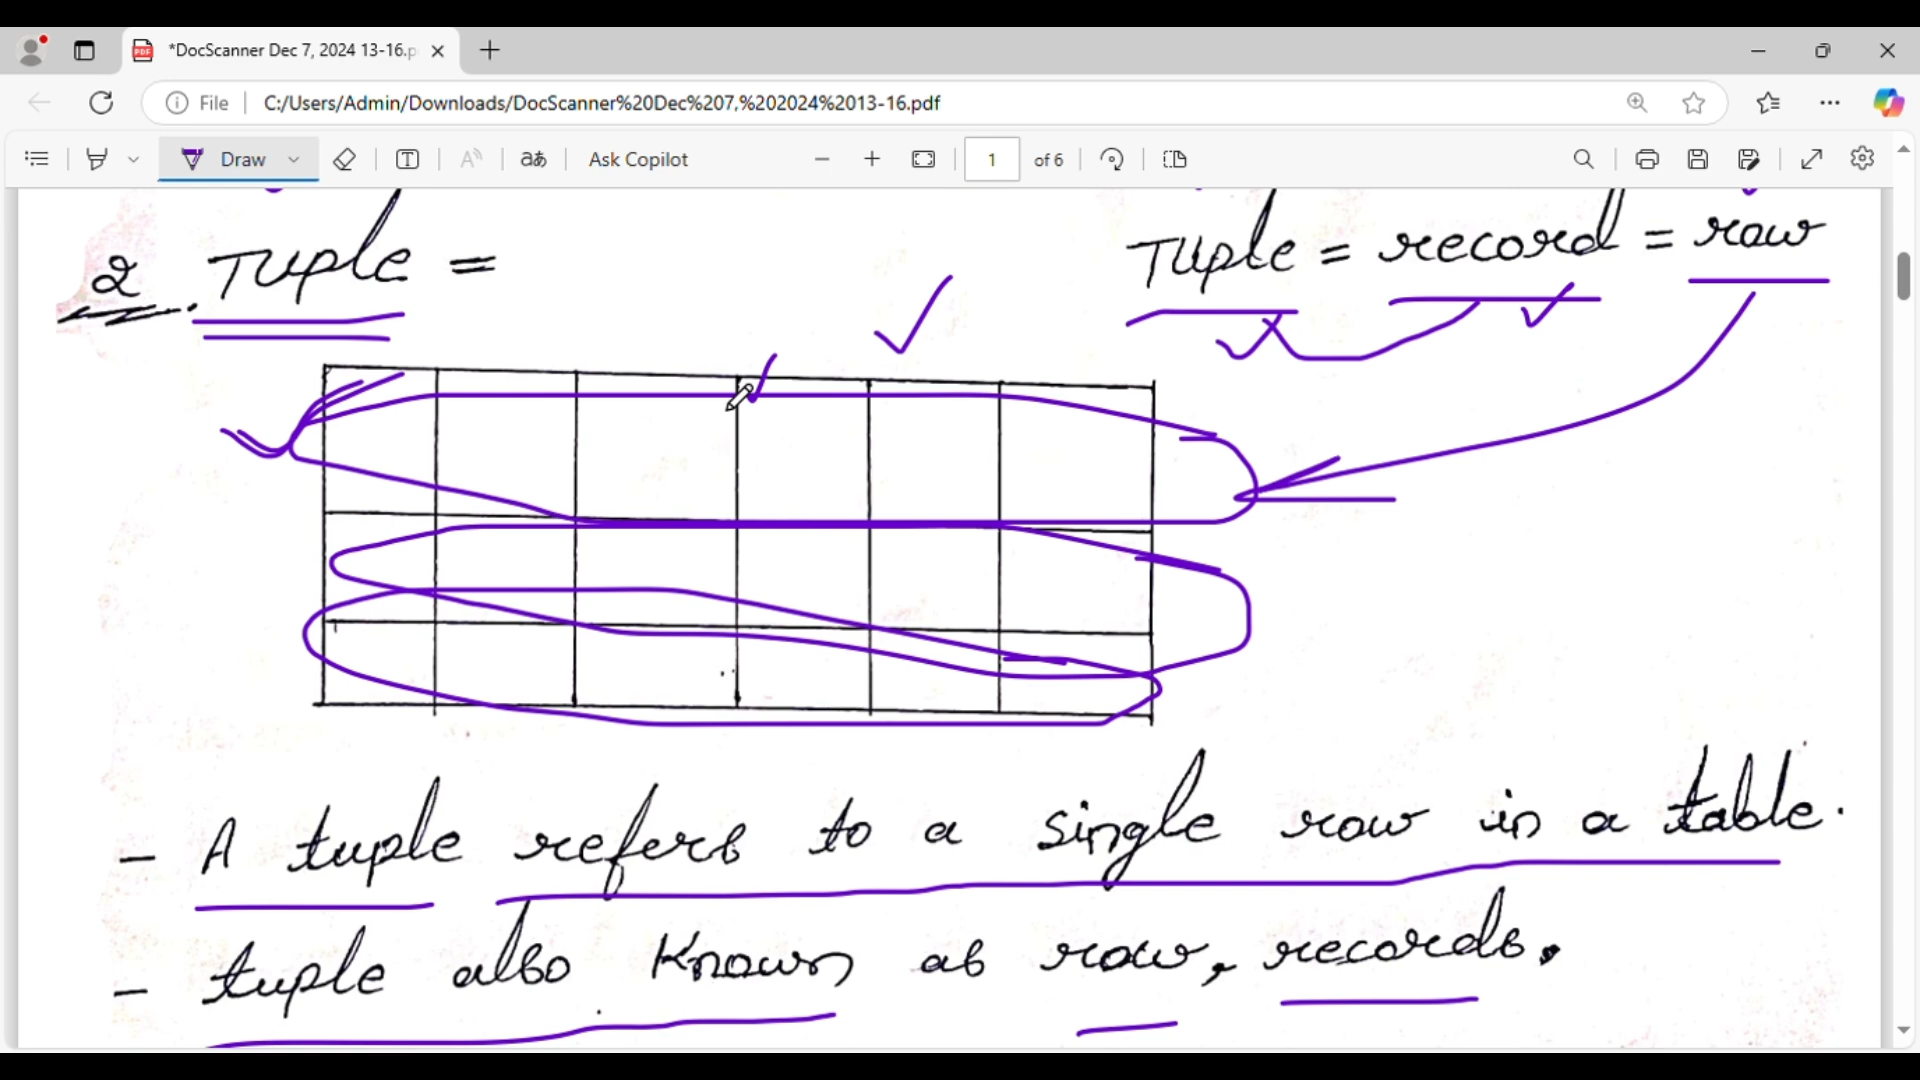 *DocScanner Dec 7, 2024 13-16.p
File C:/Users/Admin/Downloads/DocScanner%20Dec%207,%202024%2013-16.pdf
Draw Ask Copilot 1 of 6
2. Tuple =
Tuple = record = row
- A tuple refers to a single row in a table.
- tuple also known as row, records.